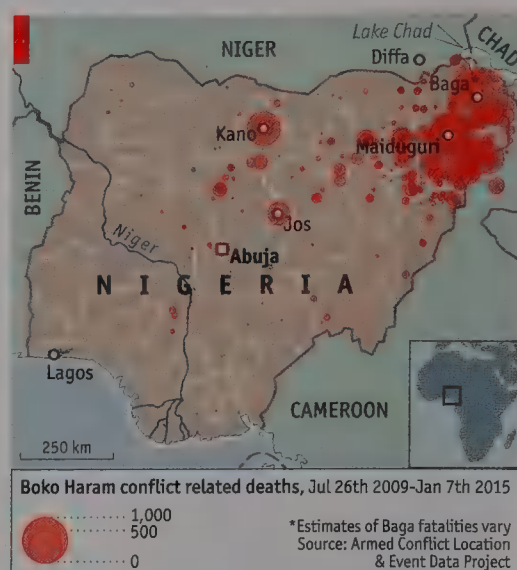 Lake Chad
CHAD
NIGER
Diffa
Baga*
Kano
Maiduguri
BENIN
Jos
Niger
Abuja
NIGERIA
Lagos
CAMEROON
250 km
Boko Haram conflict related deaths, Jul 26th 2009-Jan 7th 2015
1,000
500
0
*Estimates of Baga fatalities vary
Source: Armed Conflict Location
& Event Data Project